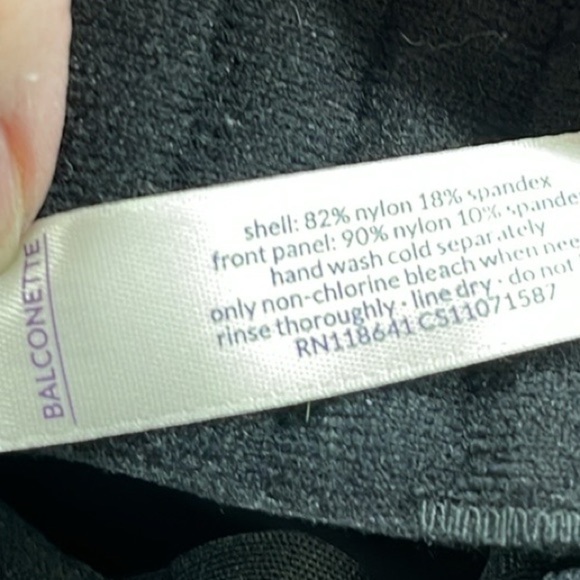 BALCONETTE
shell: 82% nylon 18% spandex
front panel: 90% nylon 10% spande
hand wash cold separately
only non-chlorine bleach when nee
rinse thoroughly · line dry · do not
RN118641 CS11071587